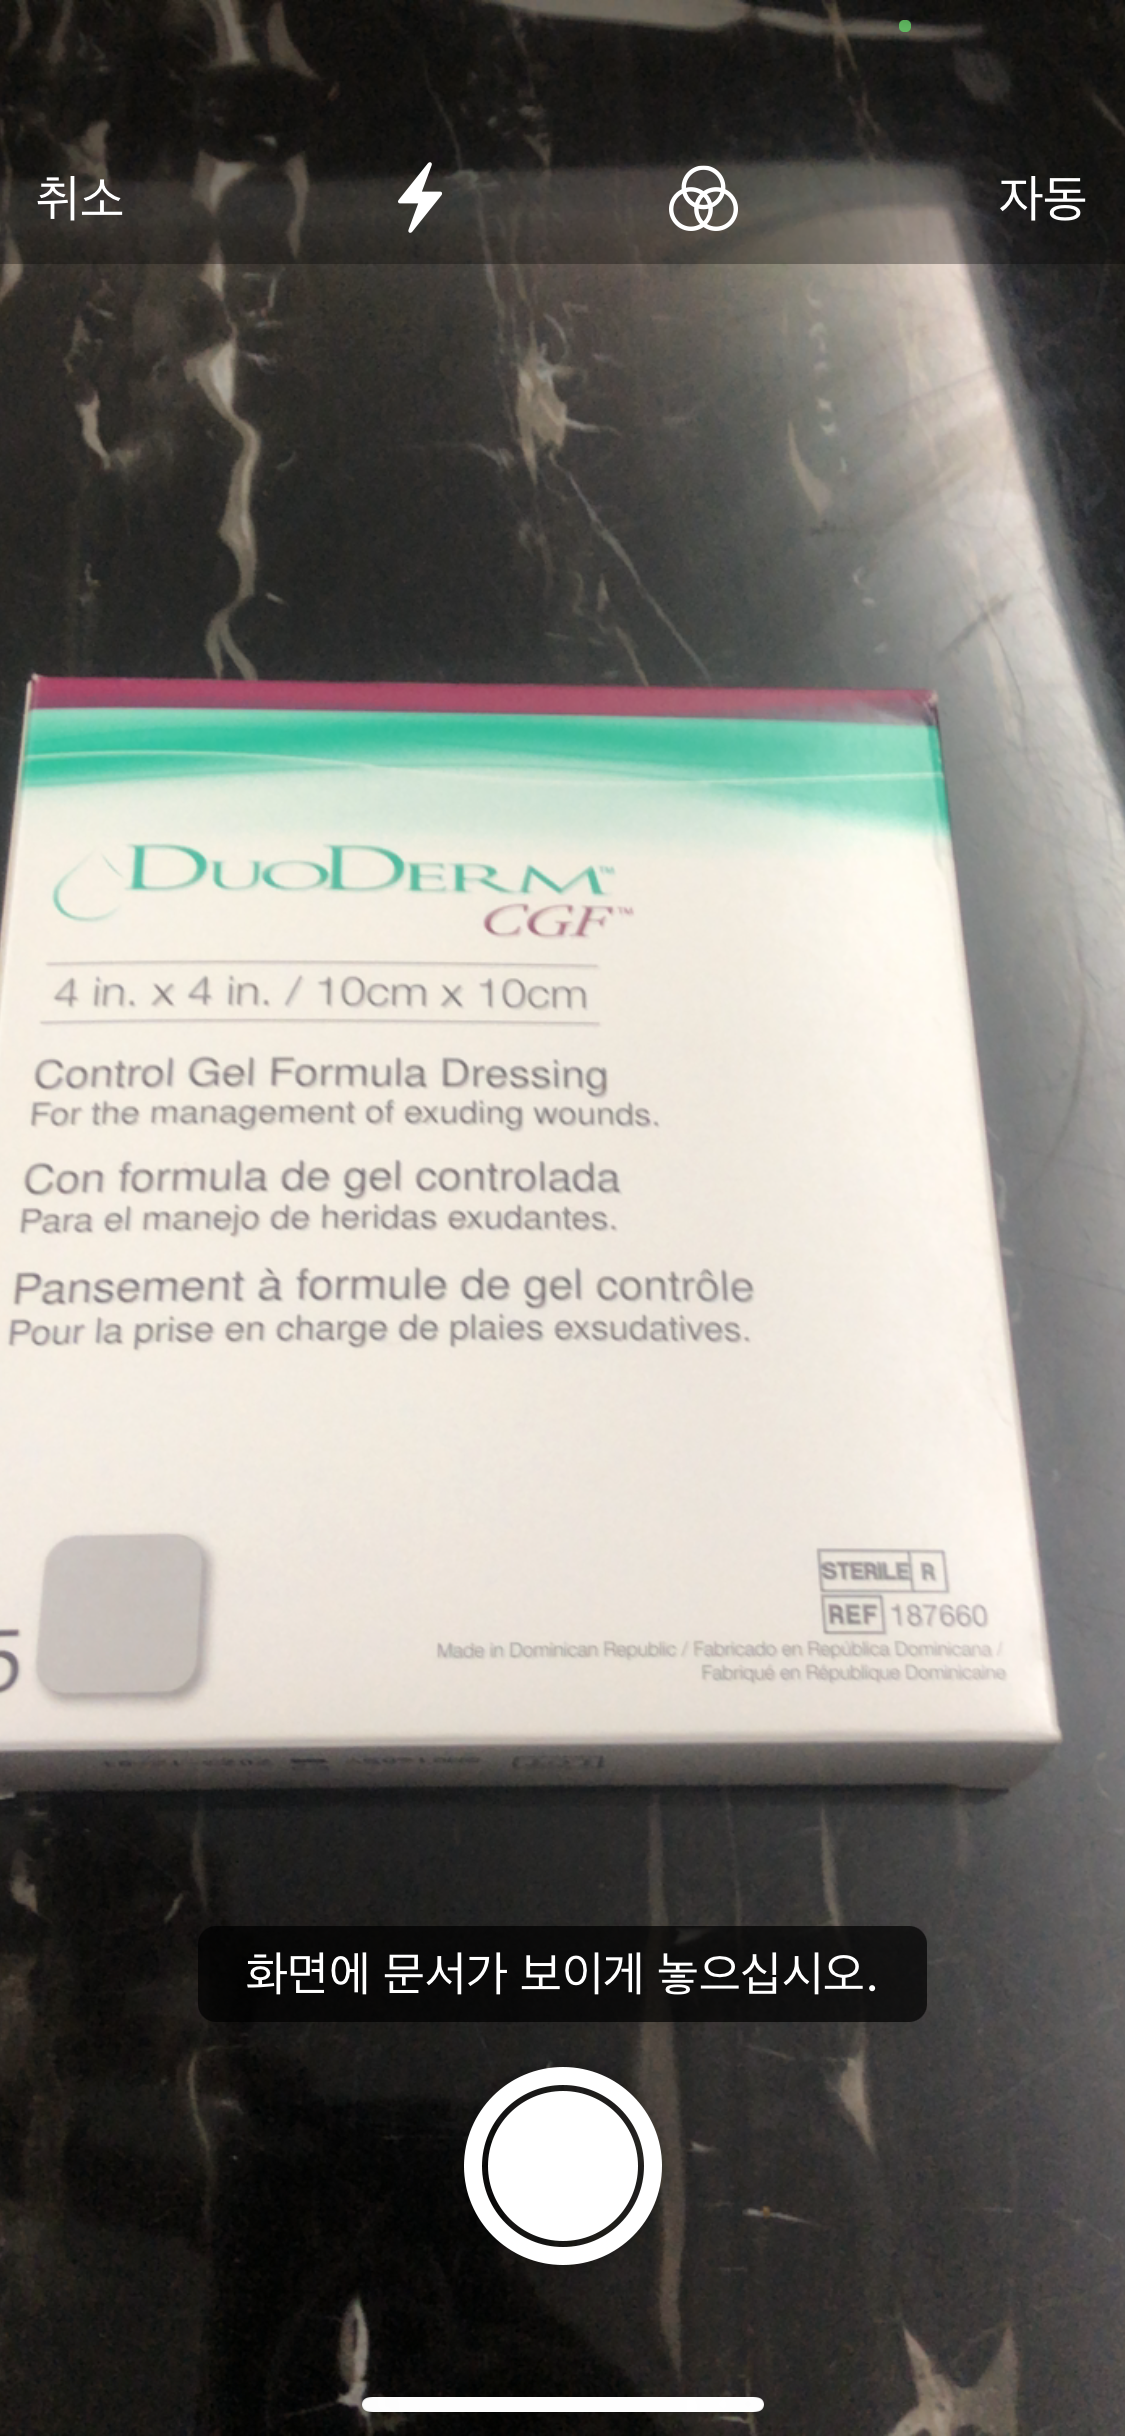 취소
자동
DUODERM™
CGF™
4 in. x 4 in. / 10cm x 10cm
Control Gel Formula Dressing
For the management of exuding wounds.
Con formula de gel controlada
Para el manejo de heridas exudantes.
Pansement à formule de gel contrôle
Pour la prise en charge de plaies exsudatives.
STERILE R
REF 187660
5
Made in Dominican Republic / Fabricado en República Dominicana /
Fabriqué en République Dominicaine
화면에 문서가 보이게 놓으십시오.